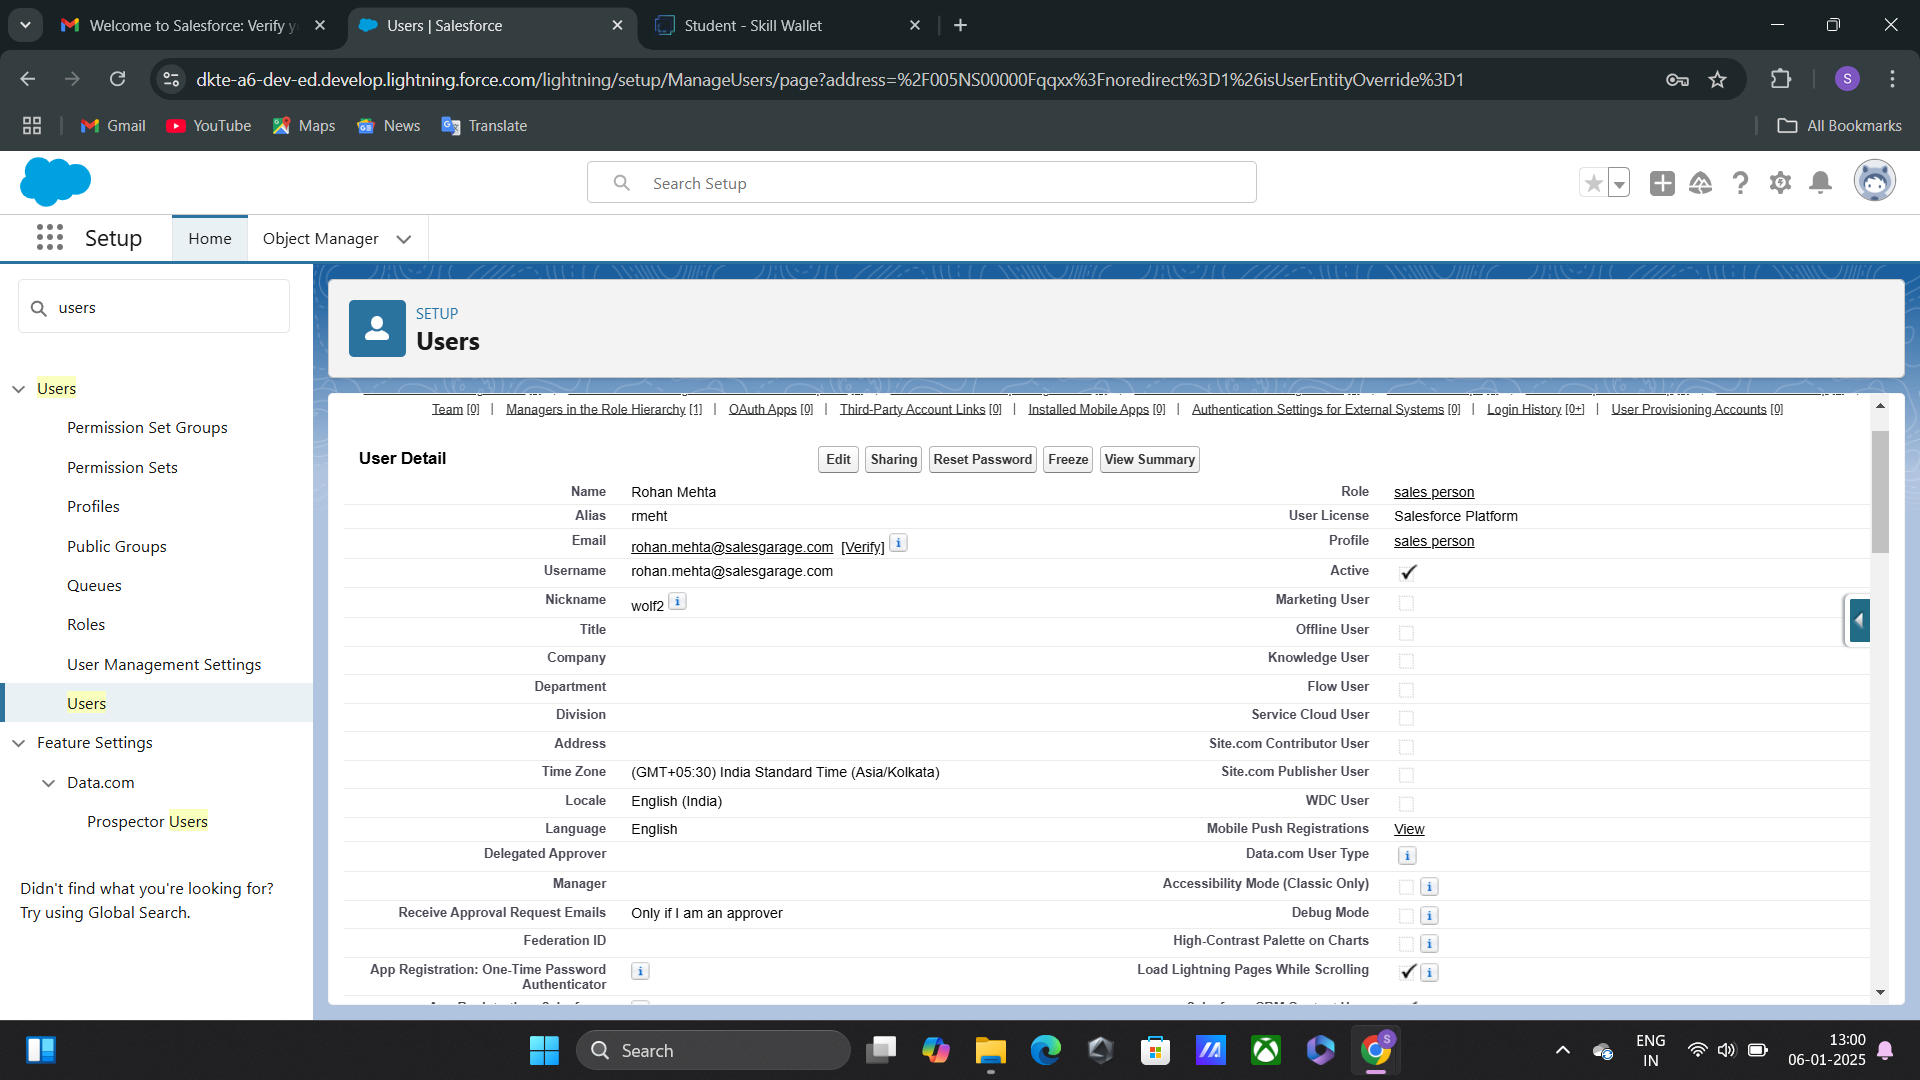 Welcome to Salesforce: Verify y
Users | Salesforce
Student - Skill Wallet
dkte-a6-dev-ed.develop.lightning.force.com/lightning/setup/ManageUsers/page?address=%2F005NS00000Fqqxx%3Fnoredirect%3D1%26isUserEntityOverride%3D1
S
Gmail
YouTube
Maps
News
Translate
All Bookmarks
Search Setup
Setup
Home
Object Manager
users
Users
Permission Set Groups
Permission Sets
Profiles
Public Groups
Queues
Roles
User Management Settings
Users
Feature Settings
Data.com
Prospector Users
Didn't find what you're looking for?
Try using Global Search.
SETUP
Users
Team [0] | Managers in the Role Hierarchy [1] | OAuth Apps [0] | Third-Party Account Links [0] | Installed Mobile Apps [0] | Authentication Settings for External Systems [0] | Login History [0+] | User Provisioning Accounts [0]
User Detail
Edit Sharing Reset Password Freeze View Summary
Name Rohan Mehta Role sales person
Alias rmeht User License Salesforce Platform
Email rohan.mehta@salesgarage.com [Verify] i Profile sales person
Username rohan.mehta@salesgarage.com Active
Nickname wolf2 i Marketing User
Title Offline User
Company Knowledge User
Department Flow User
Division Service Cloud User
Address Site.com Contributor User
Time Zone (GMT+05:30) India Standard Time (Asia/Kolkata) Site.com Publisher User
Locale English (India) WDC User
Language English Mobile Push Registrations View
Delegated Approver Data.com User Type i
Manager Accessibility Mode (Classic Only) i
Receive Approval Request Emails Only if I am an approver Debug Mode i
Federation ID High-Contrast Palette on Charts i
App Registration: One-Time Password i Load Lightning Pages While Scrolling i
Authenticator
Search
S
ENG
IN
13:00
06-01-2025